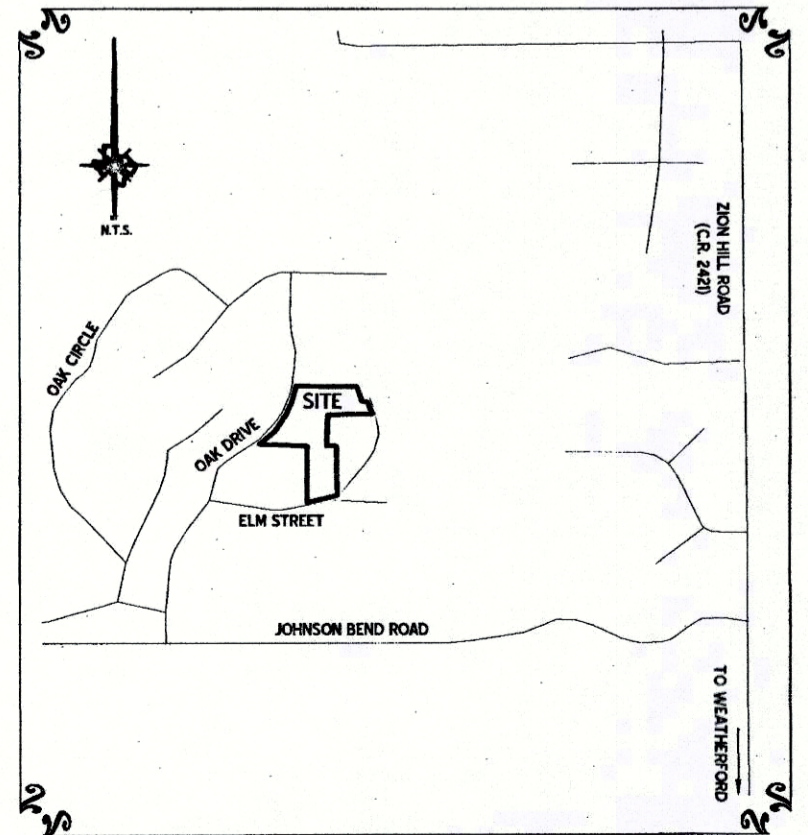 N.T.S.
ZION HILL ROAD
(C.R. 2421)
OAK CIRCLE
SITE
OAK DRIVE
ELM STREET
JOHNSON BEND ROAD
TO WEATHERFORD